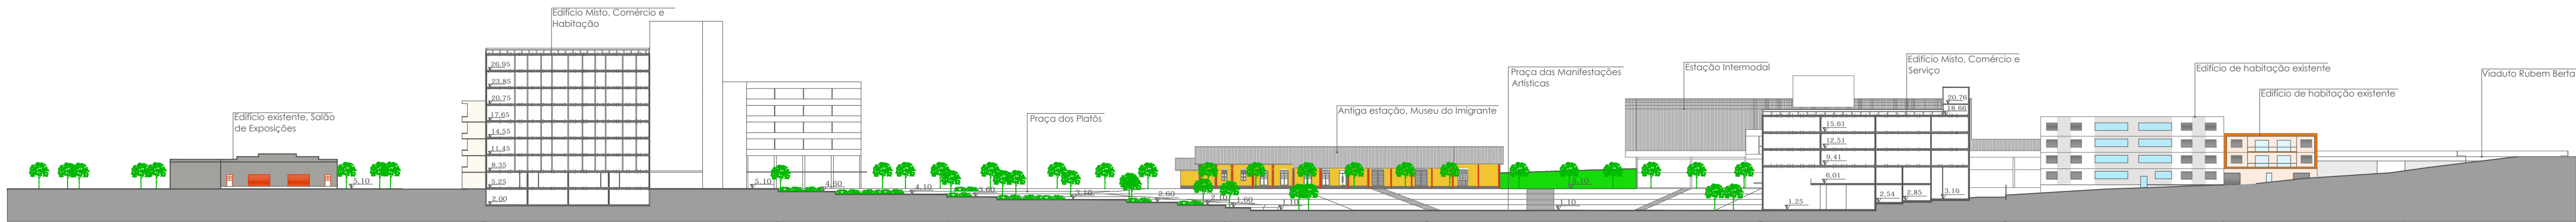 Edifício existente, Salão
de Exposições
5,10
Edifício Misto, Comércio e
Habitação
26,95
23,85
20,75
17,65
14,55
11,45
8,35
5,25
2,00
5,10
4,60
4,10
3,60
3,10
2,60
2,10
1,60
1,10
Praça dos Platôs
Antiga estação, Museu do Imigrante
Praça das Manifestações
Artísticas
5,10
1,10
Estação Intermodal
Edifício Misto, Comércio e
Serviço
20,76
18,66
15,61
12,51
9,41
6,01
1,25
2,54
2,85
3,16
Edifício de habitação existente
Edifício de habitação existente
Viaduto Rubem Berta